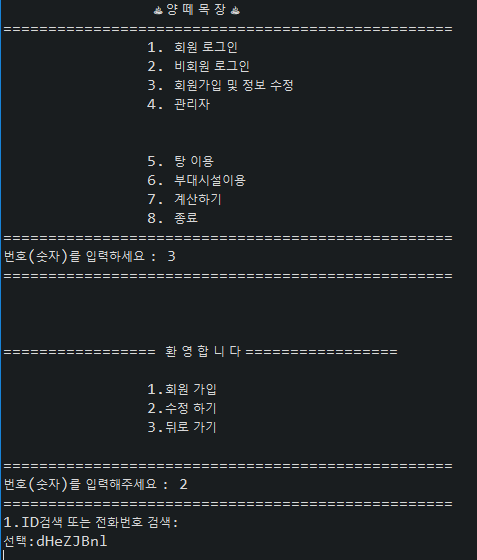 양 떼 목 장
==================================================
1. 회원 로그인
2. 비회원 로그인
3. 회원가입 및 정보 수정
4. 관리자
5. 탕 이용
6. 부대시설이용
7. 계산하기
8. 종료
==================================================
번호(숫자)를 입력하세요 : 3
==================================================
================= 환 영 합 니 다 =================
1.회원 가입
2.수정 하기
3.뒤로 가기
==================================================
번호(숫자)를 입력해주세요 : 2
==================================================
1.ID검색 또는 전화번호 검색:
선택:dHeZJBnl